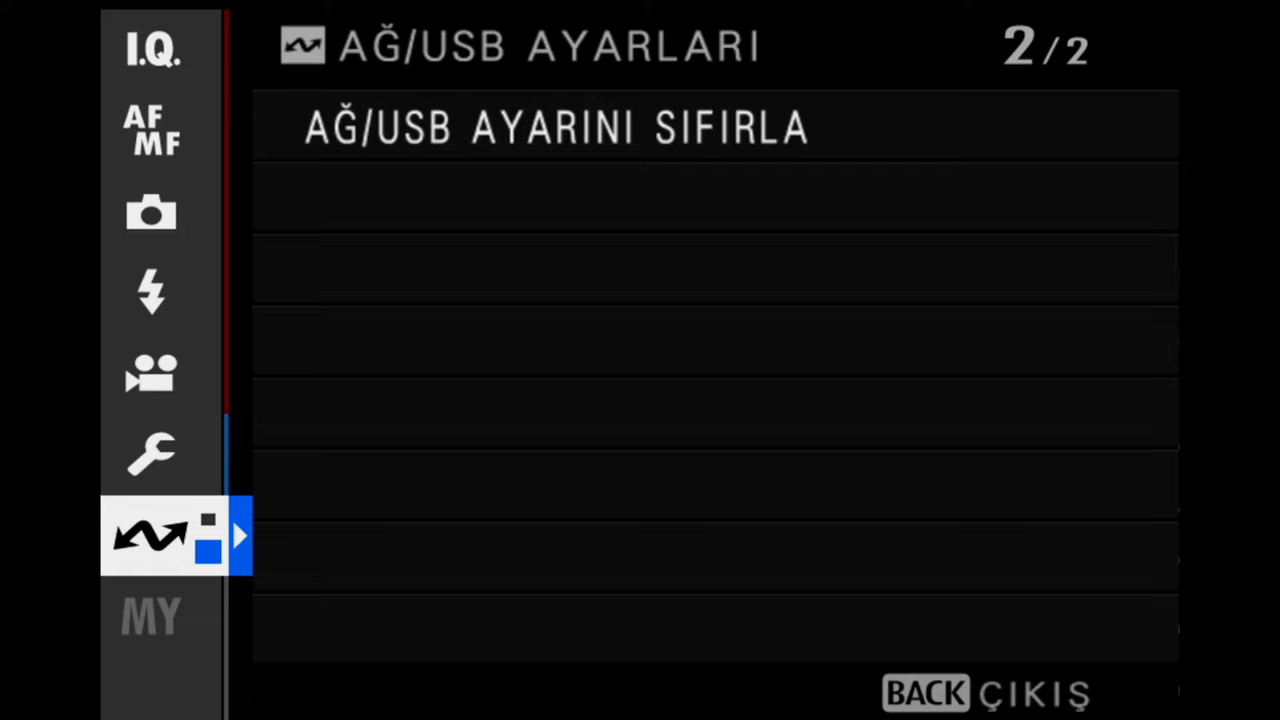 I.Q.
AĞ/USB AYARLARI
2/2
AF
MF
AĞ/USB AYARINI SIFIRLA
MY
BACK ÇIKIŞ